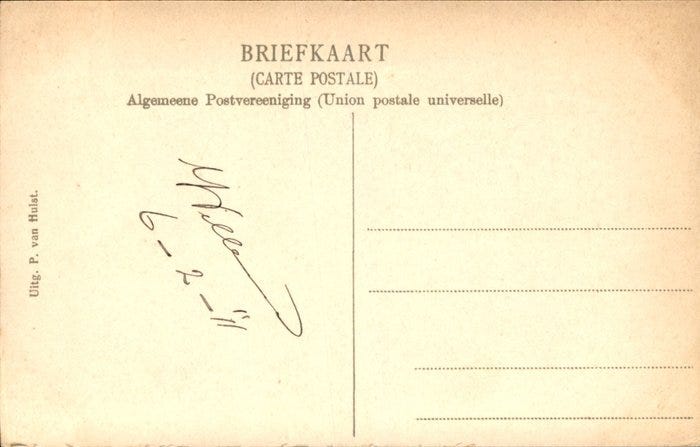 BRIEFKAART
(CARTE POSTALE)
Algemeene Postvereeniging (Union postale universelle)
Uitg. P. van Hulst.
6 – 2 – "11